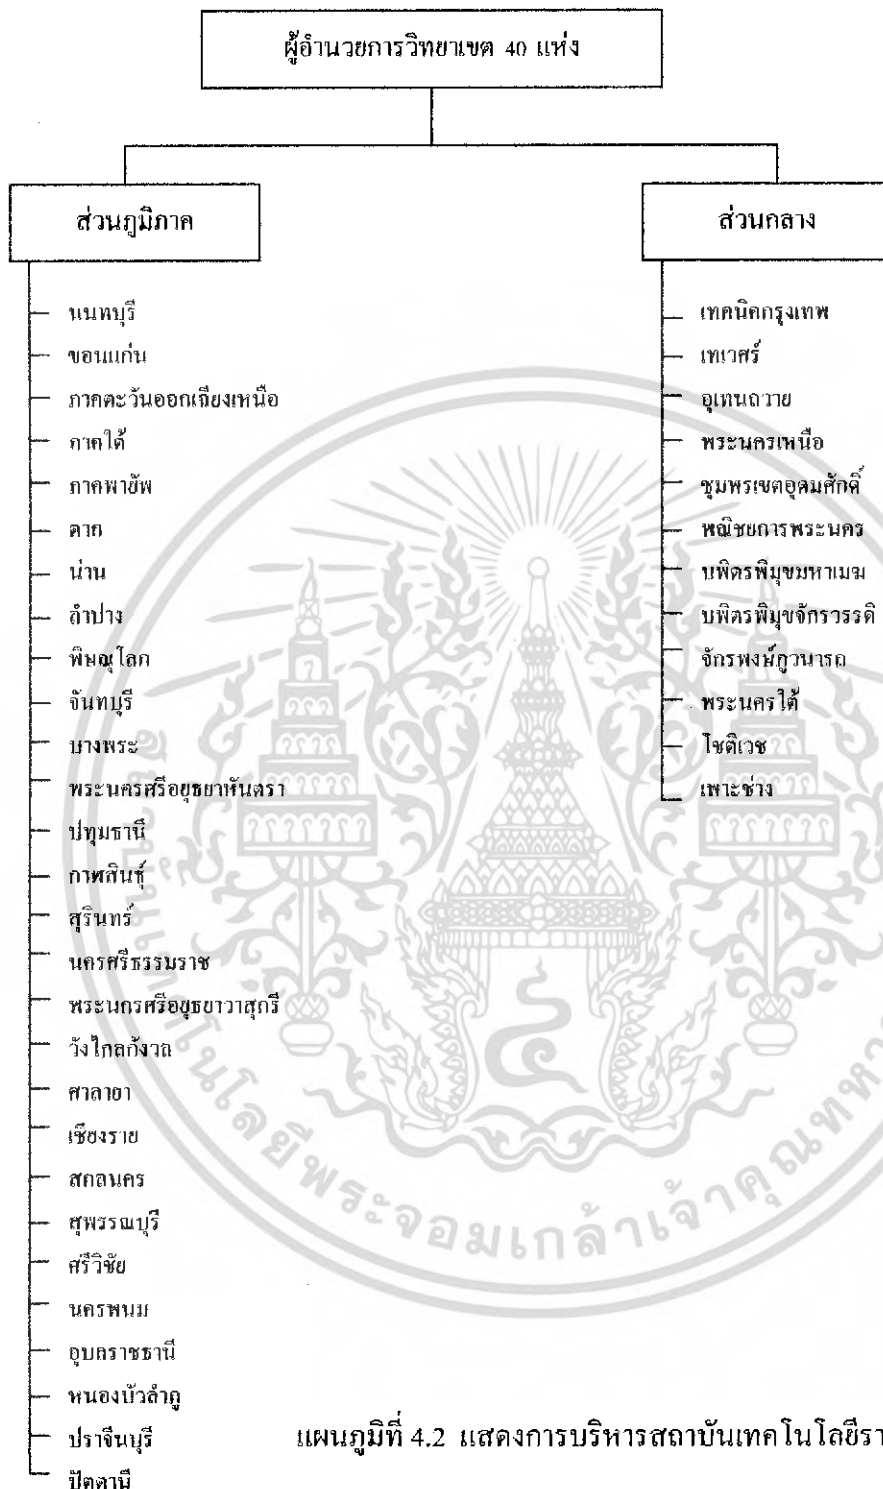 ผู้อำนวยการวิทยาเขต 40 แห่ง
ส่วนภูมิภาค
นนทบุรี
ขอนแก่น
ภาคตะวันออกเฉียงเหนือ
ภาคใต้
ภาคพายัพ
ตาก
น่าน
ลำปาง
พิษณุโลก
จันทบุรี
บางพระ
พระนครศรีอยุธยาหันตรา
ปทุมธานี
กาฬสินธุ์
สุรินทร์
นครศรีธรรมราช
พระนครศรีอยุธยาวาสุกรี
วังไกลกังวล
ศาลายา
เชียงราย
สกลนคร
สุพรรณบุรี
ศรีวิชัย
นครพนม
อุบลราชธานี
หนองบัวลำภู
ปราจีนบุรี
ปัตตานี
ส่วนกลาง
เทคนิคกรุงเทพ
เทเวศร์
อุเทนถวาย
พระนครเหนือ
ชุมพรเขตอุดมศักดิ์
พณิชยการพระนคร
บพิตรพิมุขมหาเมฆ
บพิตรพิมุขจักรวรรดิ
จักรพงษ์ภูวนารถ
พระนครใต้
โชติเวช
เพาะช่าง
แผนภูมิที่ 4.2 แสดงการบริหารสถาบันเทคโนโลยีรา
พระจอมเกล้าเจ้าคุณทหาร